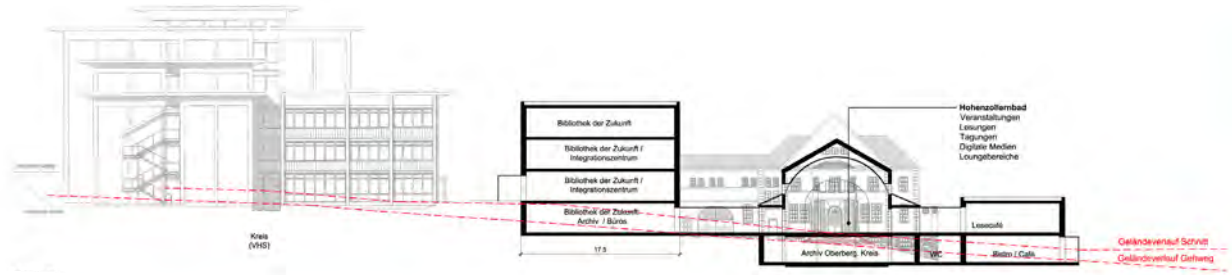 Hohenzollernbad
Veranstaltungen
Lesungen
Tagungen
Digitale Medien
Loungebereiche
Bibliothek der Zukunft
Bibliothek der Zukunft /
Integrationszentrum
Bibliothek der Zukunft /
Integrationszentrum
Bibliothek der Zukunft-
Archiv / Büros
Lesecafé
Kreis
(VHS)
17.5
Archiv Oberberg. Kreis
WC
Bistro / Café
Geländeverlauf Schnitt
Geländeverlauf Gehweg